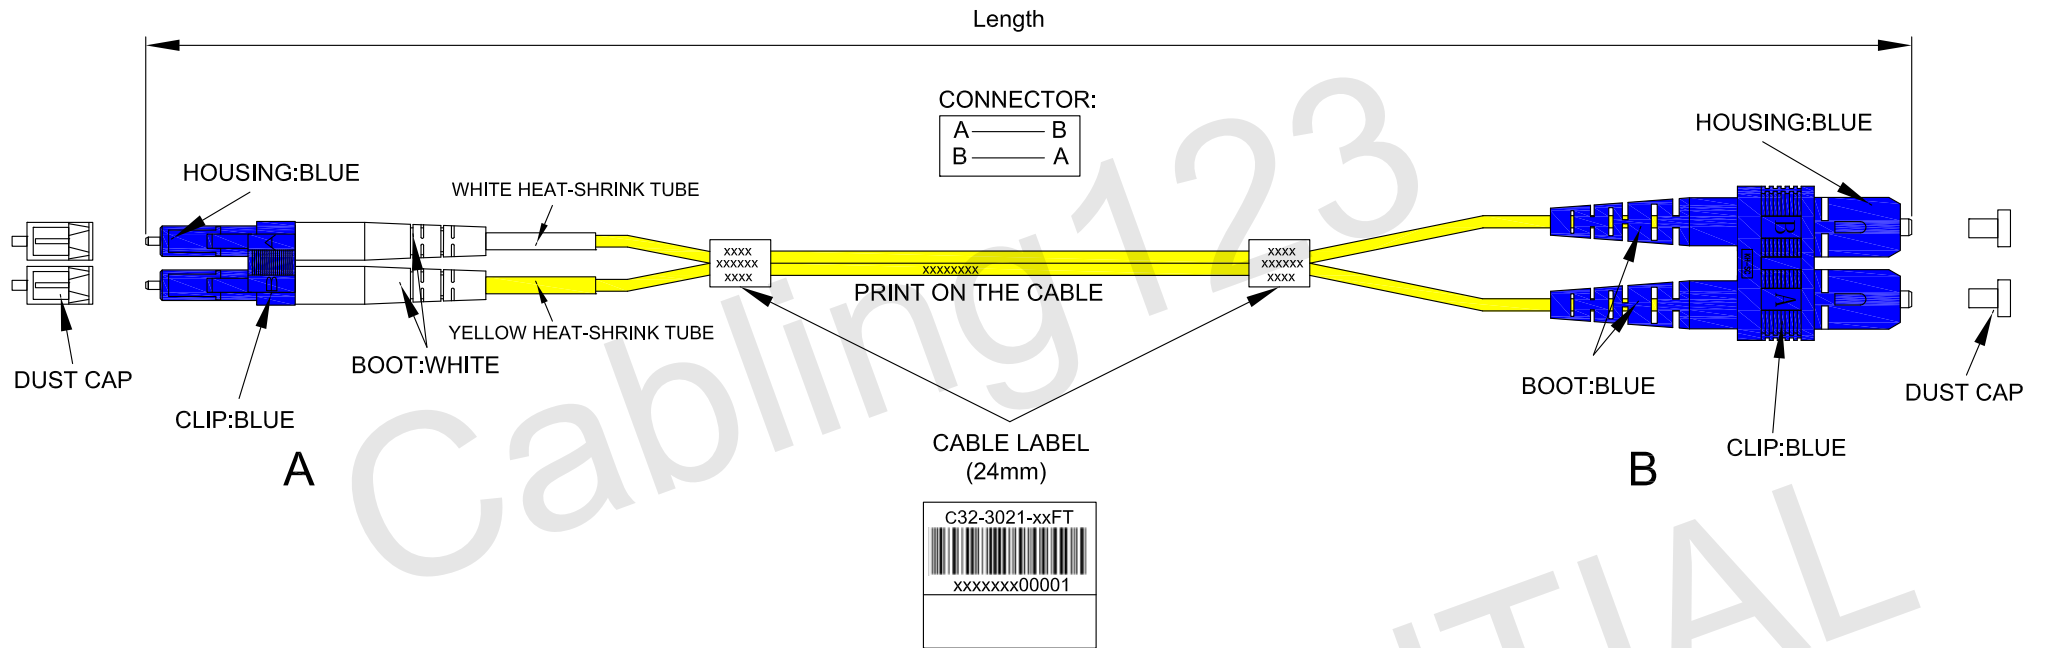 Length
CONNECTOR:
A B
B A
HOUSING:BLUE
HOUSING:BLUE
WHITE HEAT-SHRINK TUBE
A
B
B
A
xxxx
xxxxxx
xxxx
xxxxxxxx
xxxx
xxxxxx
xxxx
PRINT ON THE CABLE
YELLOW HEAT-SHRINK TUBE
BOOT:WHITE
BOOT:BLUE
DUST CAP
DUST CAP
CLIP:BLUE
CLIP:BLUE
CABLE LABEL
(24mm)
A
B
C32-3021-xxFT
xxxxxxx00001
Cabling123
NTIAL